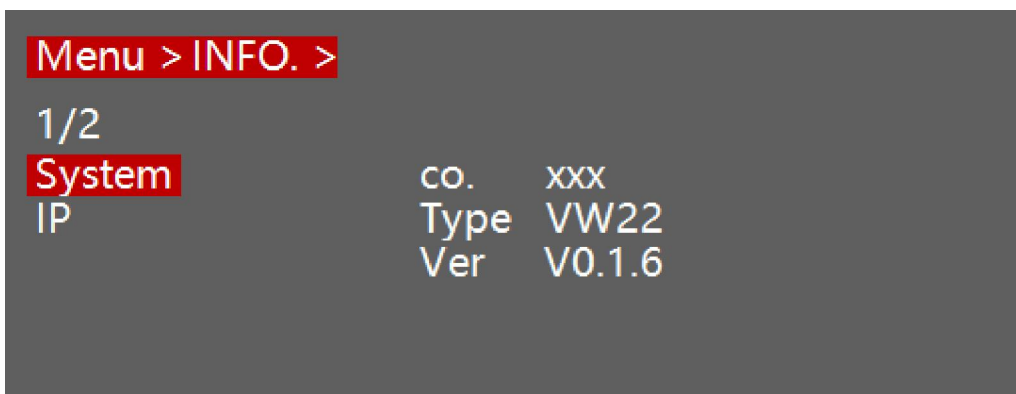 Menu > INFO. >
1/2
System co. xxx
IP Type VW22
Ver V0.1.6